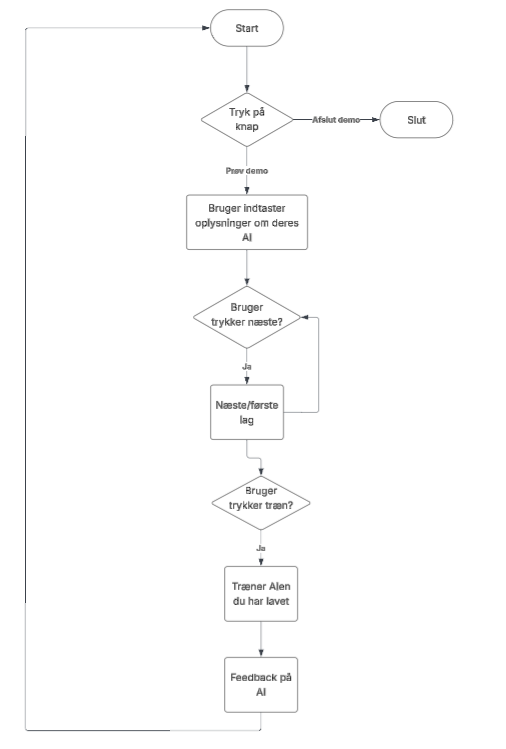 Start
Tryk på
knap
Afslut demo
Slut
Prøv demo
Bruger indtaster
oplysninger om deres
AI
Bruger
trykker næste?
Ja
Næste/første
lag
Bruger
trykker træn?
Ja
Træner AIen
du har lavet
Feedback på
AI